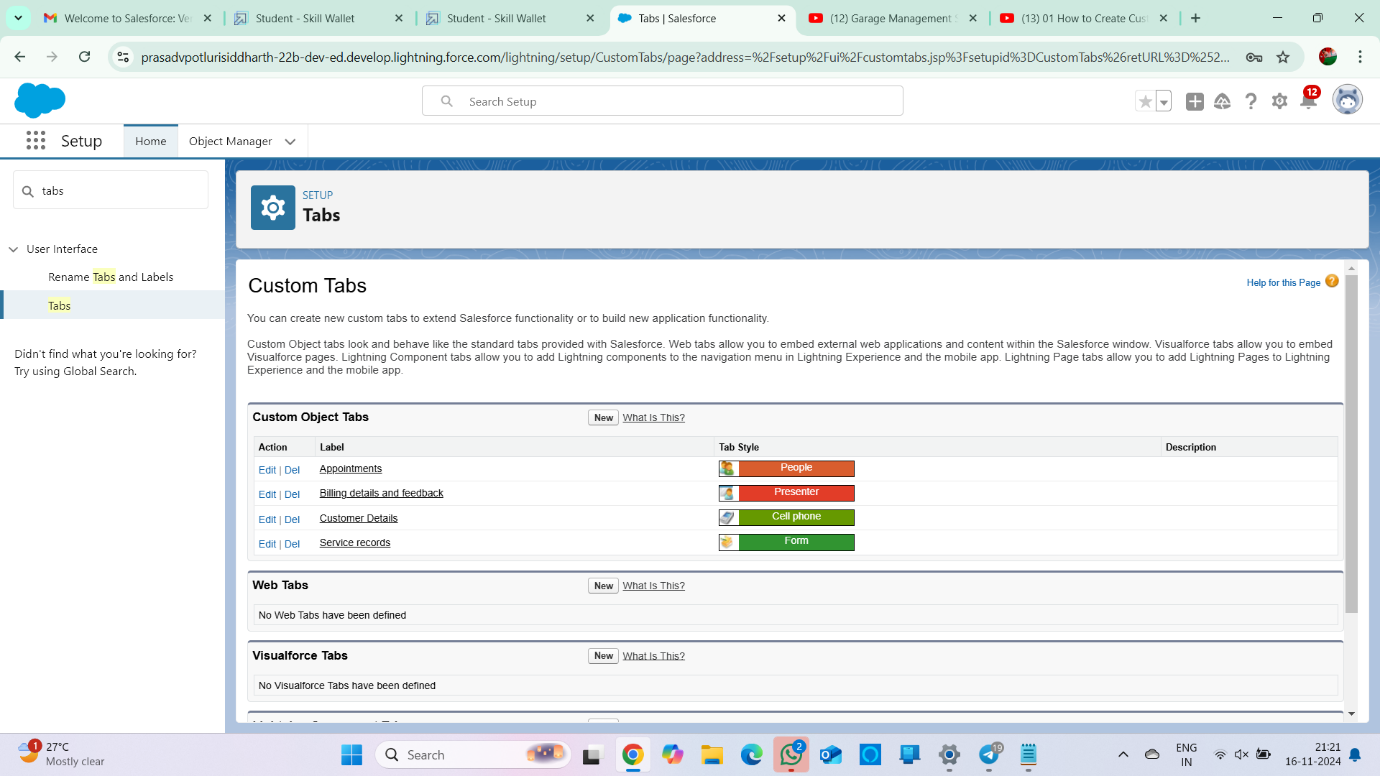 Welcome to Salesforce: Ve
Student - Skill Wallet
Student - Skill Wallet
Tabs | Salesforce
(12) Garage Management S
(13) 01 How to Create Cus
prasadvpotlurisiddharth-22b-dev-ed.develop.lightning.force.com/lightning/setup/CustomTabs/page?address=%2Fsetup%2Fui%2Fcustomtabs.jsp%3Fsetupid%3DCustomTabs%26retURL%3D%252...
Search Setup
12
Setup
Home
Object Manager
tabs
User Interface
Rename Tabs and Labels
Tabs
Didn't find what you're looking for?
Try using Global Search.
SETUP
Tabs
Custom Tabs
Help for this Page
You can create new custom tabs to extend Salesforce functionality or to build new application functionality.
Custom Object tabs look and behave like the standard tabs provided with Salesforce. Web tabs allow you to embed external web applications and content within the Salesforce window. Visualforce tabs allow you to embed
Visualforce pages. Lightning Component tabs allow you to add Lightning components to the navigation menu in Lightning Experience and the mobile app. Lightning Page tabs allow you to add Lightning Pages to Lightning
Experience and the mobile app.
Custom Object Tabs New What Is This?
Action Label Tab Style Description
Edit | Del Appointments People
Edit | Del Billing details and feedback Presenter
Edit | Del Customer Details Cell phone
Edit | Del Service records Form
Web Tabs New What Is This?
No Web Tabs have been defined
Visualforce Tabs New What Is This?
No Visualforce Tabs have been defined
1
27°C
Mostly clear
Search
2
19
ENG
IN
21:21
16-11-2024